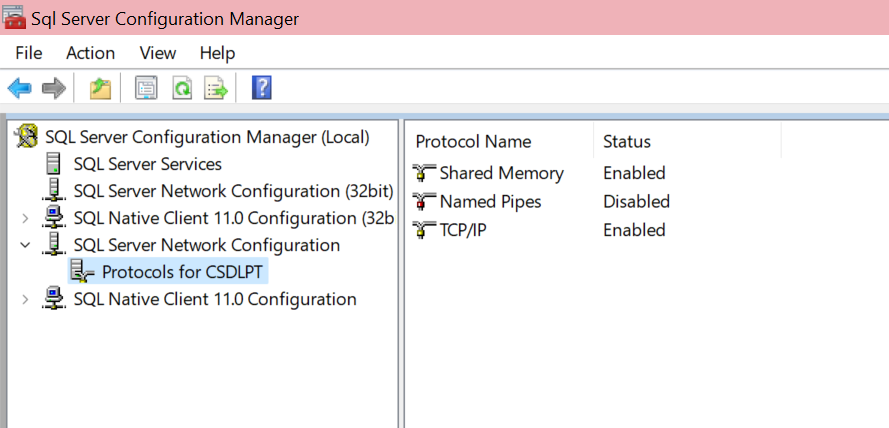 Sql Server Configuration Manager
File Action View Help
SQL Server Configuration Manager (Local)
SQL Server Services
SQL Server Network Configuration (32bit)
SQL Native Client 11.0 Configuration (32b
SQL Server Network Configuration
Protocols for CSDLPT
SQL Native Client 11.0 Configuration
Protocol Name Status
Shared Memory Enabled
Named Pipes Disabled
TCP/IP Enabled